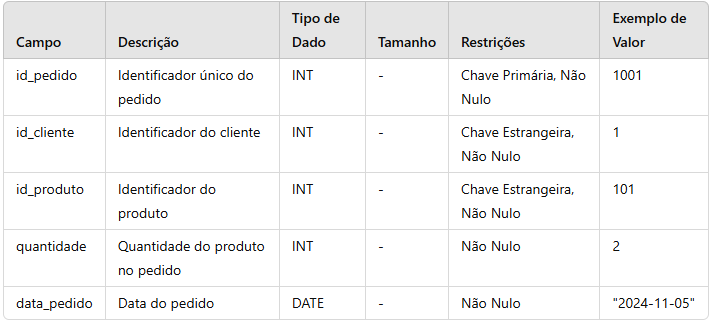 Campo Descrição Tipo de Dado Tamanho Restrições Exemplo de Valor
id_pedido Identificador único do pedido INT - Chave Primária, Não Nulo 1001
id_cliente Identificador do cliente INT - Chave Estrangeira, Não Nulo 1
id_produto Identificador do produto INT - Chave Estrangeira, Não Nulo 101
quantidade Quantidade do produto no pedido INT - Não Nulo 2
data_pedido Data do pedido DATE - Não Nulo "2024-11-05"